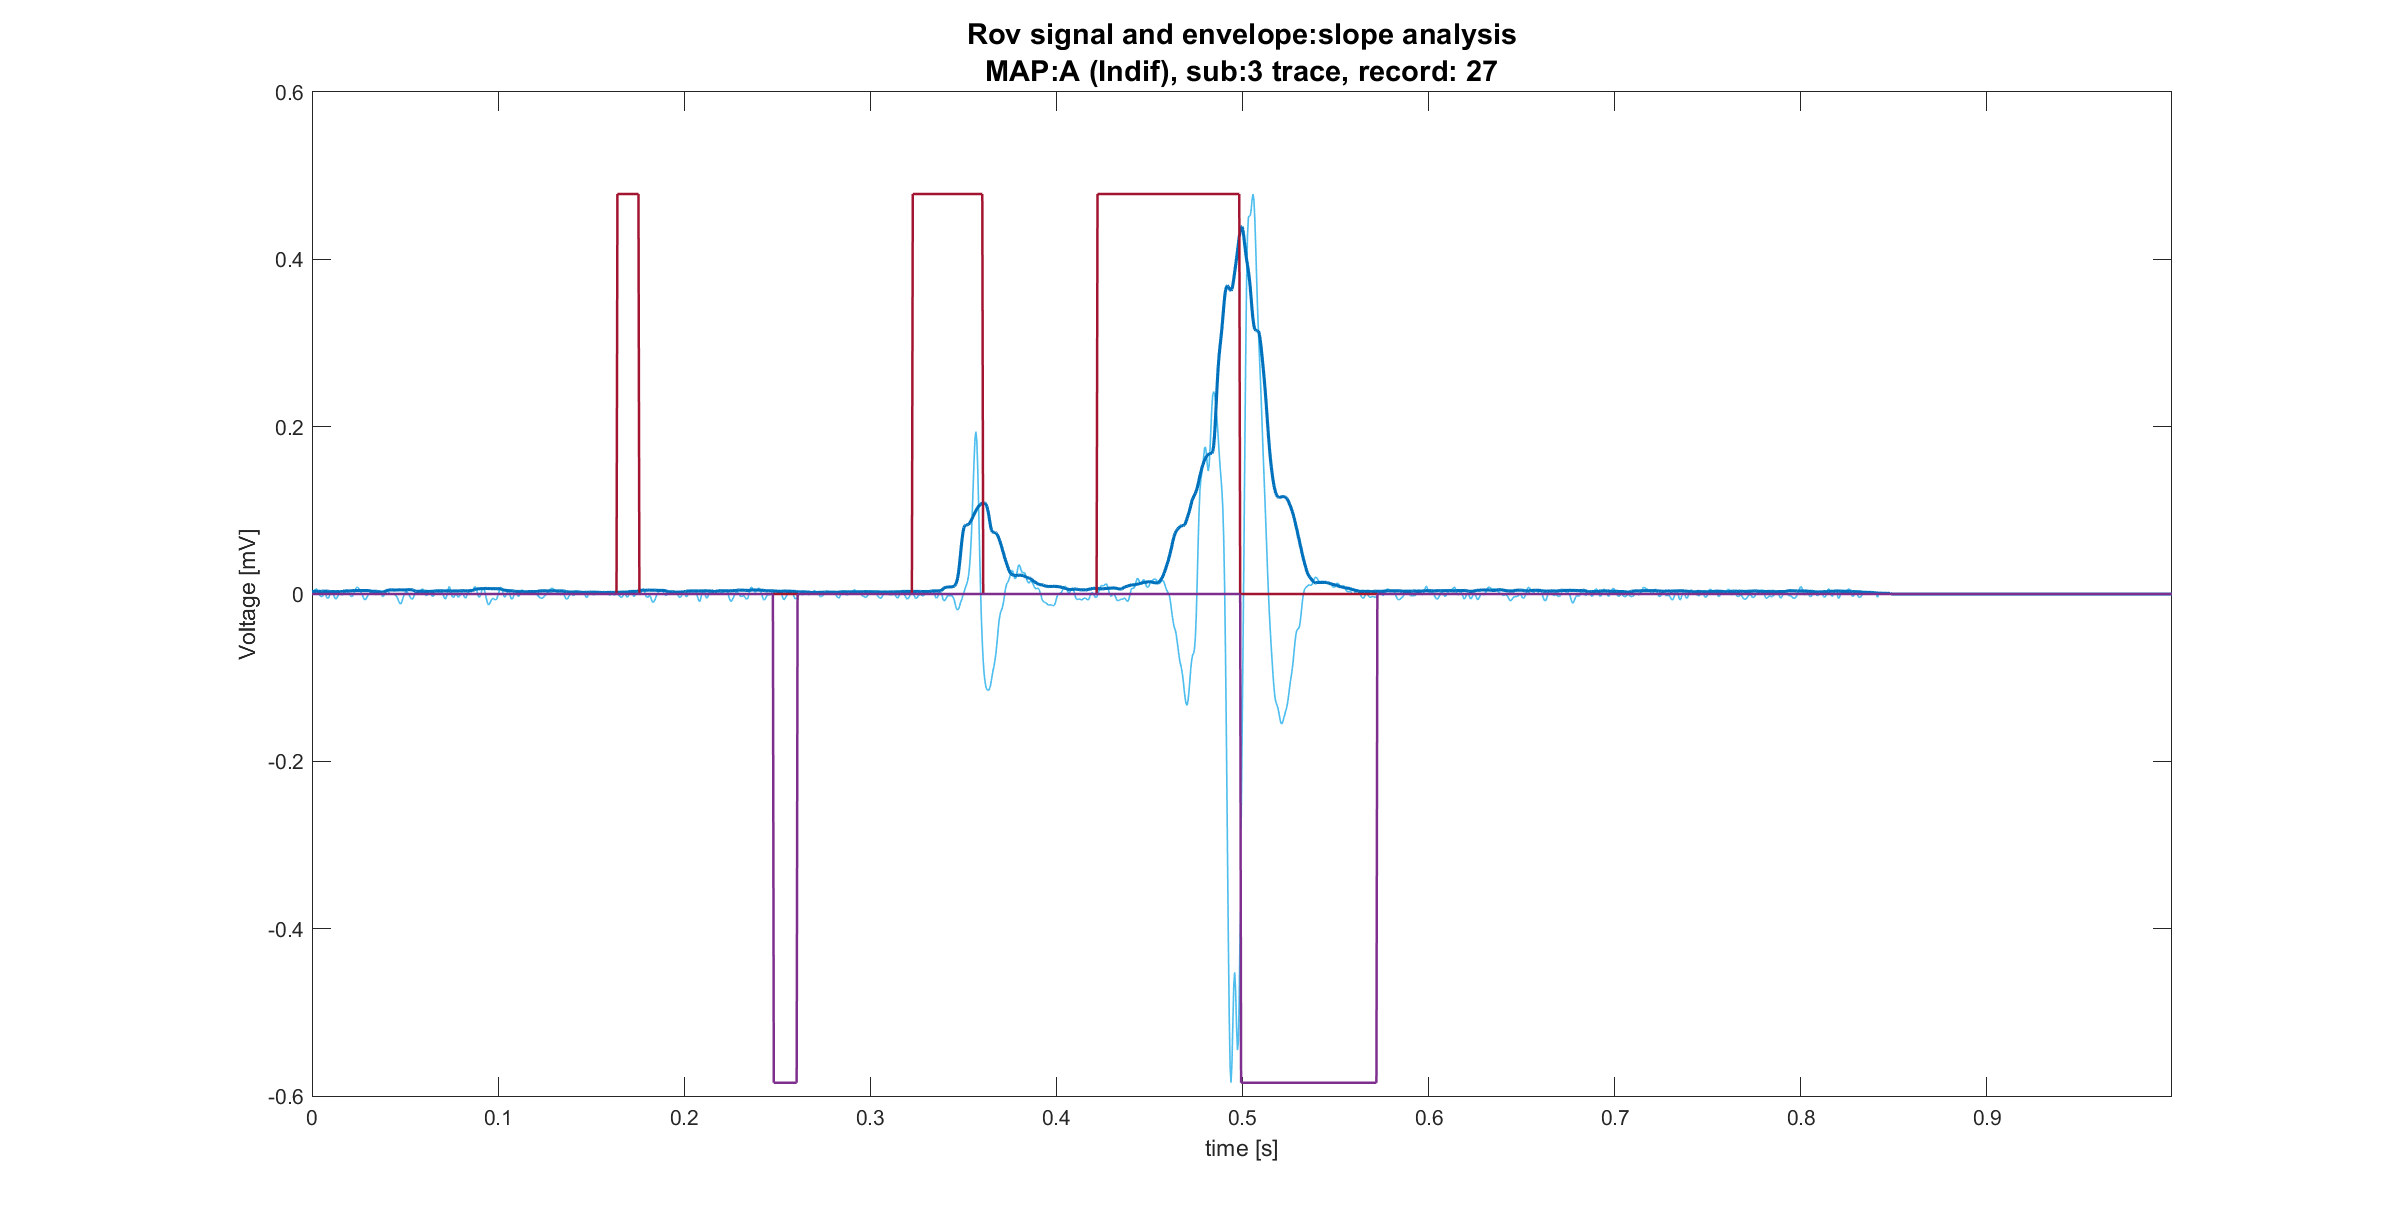 Rov signal and envelope:slope analysis
MAP:A (Indif), sub:3 trace, record: 27
0.6
0.4
0.2
0
-0.2
-0.4
-0.6
Voltage [mV]
0 0.1 0.2 0.3 0.4 0.5 0.6 0.7 0.8 0.9
time [s]